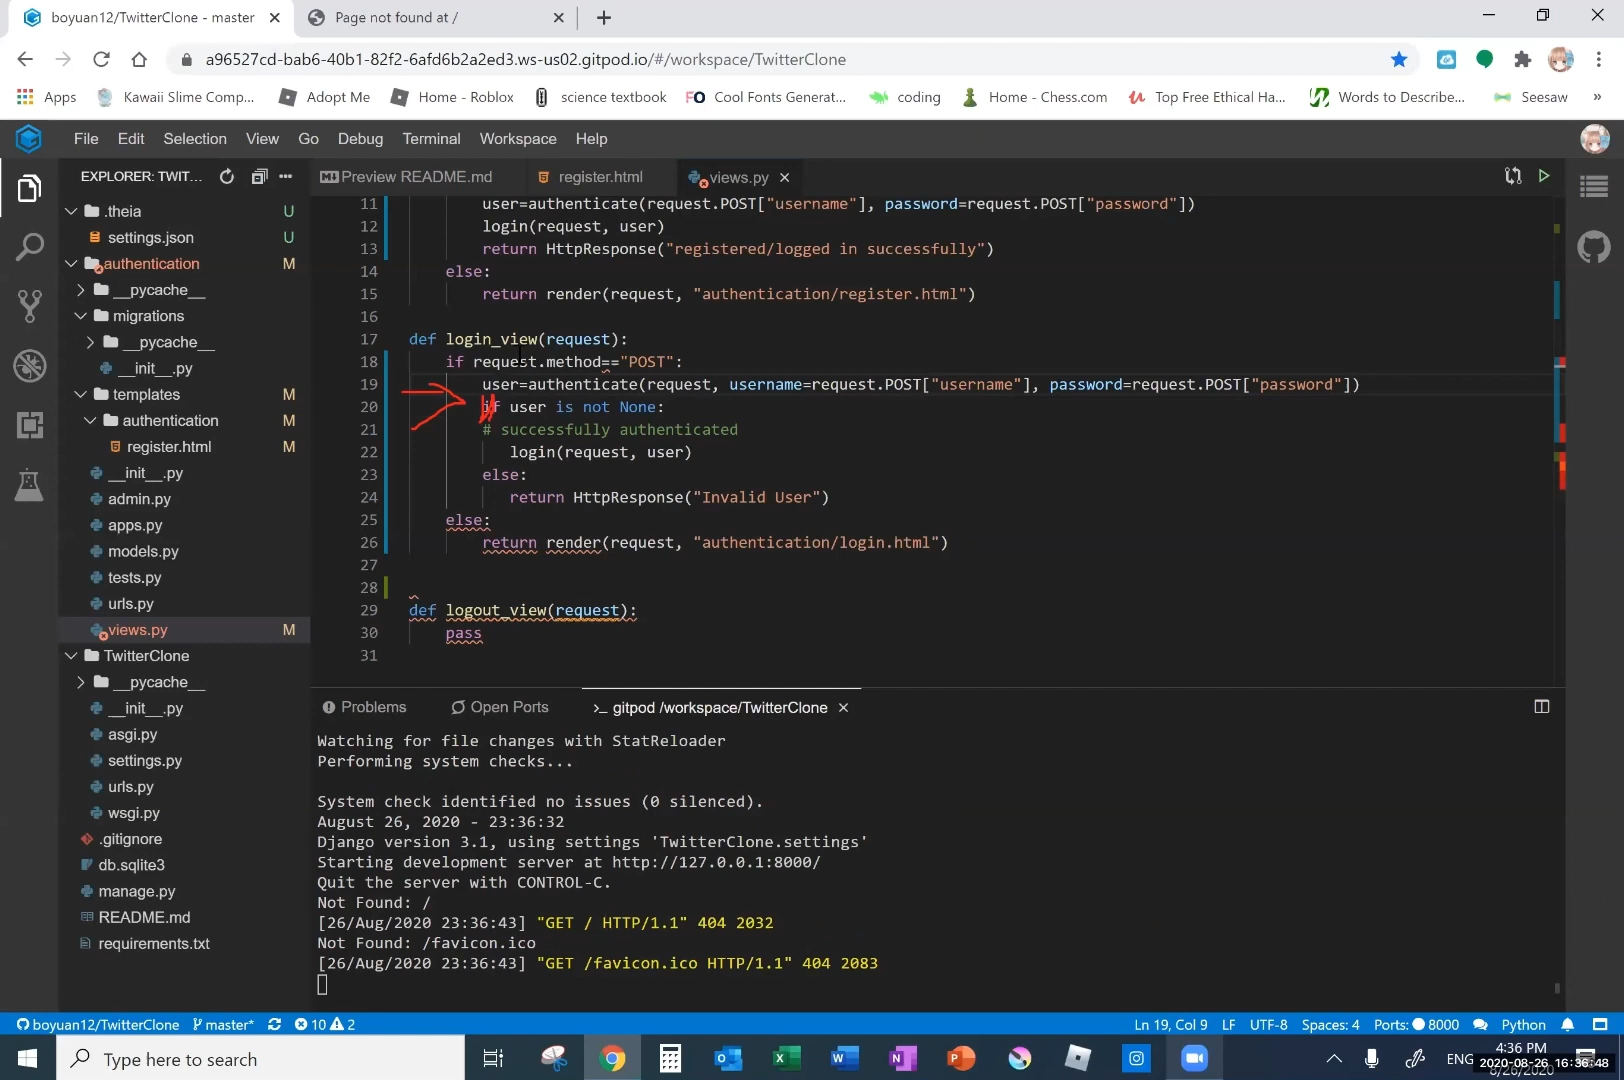 boyuan12/TwitterClone - master
Page not found at /
a96527cd-bab6-40b1-82f2-6afd6b2a2ed3.ws-us02.gitpod.io/#/workspace/TwitterClone
Apps Kawaii Slime Comp... Adopt Me Home - Roblox science textbook FO Cool Fonts Generat... coding Home - Chess.com Top Free Ethical Ha... Words to Describe... Seesaw »
File Edit Selection View Go Debug Terminal Workspace Help
EXPLORER: TWIT...
Preview README.md register.html views.py
.theia U
settings.json U
authentication M
__pycache__
migrations
__pycache__
__init__.py
templates
authentication M
register.html M
__init__.py
admin.py
apps.py
models.py
tests.py
urls.py
views.py M
TwitterClone
__pycache__
__init__.py
asgi.py
settings.py
urls.py
wsgi.py
.gitignore
db.sqlite3
manage.py
README.md
requirements.txt
11 user=authenticate(request.POST["username"], password=request.POST["password"])
12 login(request, user)
13 return HttpResponse("registered/logged in successfully")
14 else:
15 return render(request, "authentication/register.html")
16
17 def login_view(request):
18 if request.method=="POST":
19 user=authenticate(request, username=request.POST["username"], password=request.POST["password"])
20 if user is not None:
21 # successfully authenticated
22 login(request, user)
23 else:
24 return HttpResponse("Invalid User")
25 else:
26 return render(request, "authentication/login.html")
27
28
29 def logout_view(request):
30 pass
31
Problems Open Ports >_ gitpod /workspace/TwitterClone
Watching for file changes with StatReloader
Performing system checks...
System check identified no issues (0 silenced).
August 26, 2020 - 23:36:32
Django version 3.1, using settings 'TwitterClone.settings'
Starting development server at http://127.0.0.1:8000/
Quit the server with CONTROL-C.
Not Found: /
[26/Aug/2020 23:36:43] "GET / HTTP/1.1" 404 2032
Not Found: /favicon.ico
[26/Aug/2020 23:36:43] "GET /favicon.ico HTTP/1.1" 404 2083
boyuan12/TwitterClone master* 10 2 Ln 19, Col 9 LF UTF-8 Spaces: 4 Ports: 8000 Python
Type here to search
ENG
4:36 PM
2020-08-26 16:36:48
8/26/2020